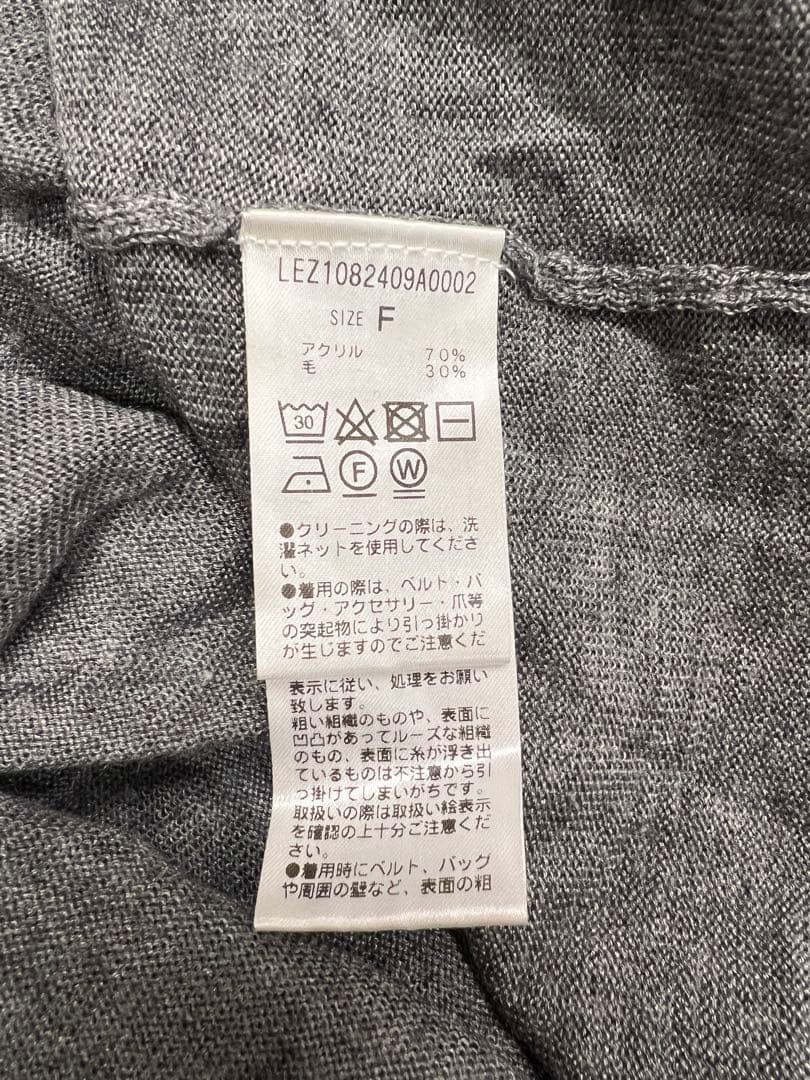 LEZ1082409A0002
SIZE F
アクリル 70%
毛 30%
30
F W
●クリーニングの際は、洗
濯ネットを使用してくださ
い。
●着用の際は、ベルト・バ
ッグ・アクセサリー・爪等
の突起物により引っ掛かり
が生じますのでご注意くだ
表示に従い、処理をお願い
致します。
粗い組織のものや、表面に
凹凸があってルーズな組織
のもの、表面に糸が浮き出
ているものは不注意から引
っ掛けてしまいがちです。
取扱いの際は取扱い絵表示
を確認の上十分ご注意くだ
さい。
●着用時にベルト、バッグ
や周囲の壁など、表面の粗